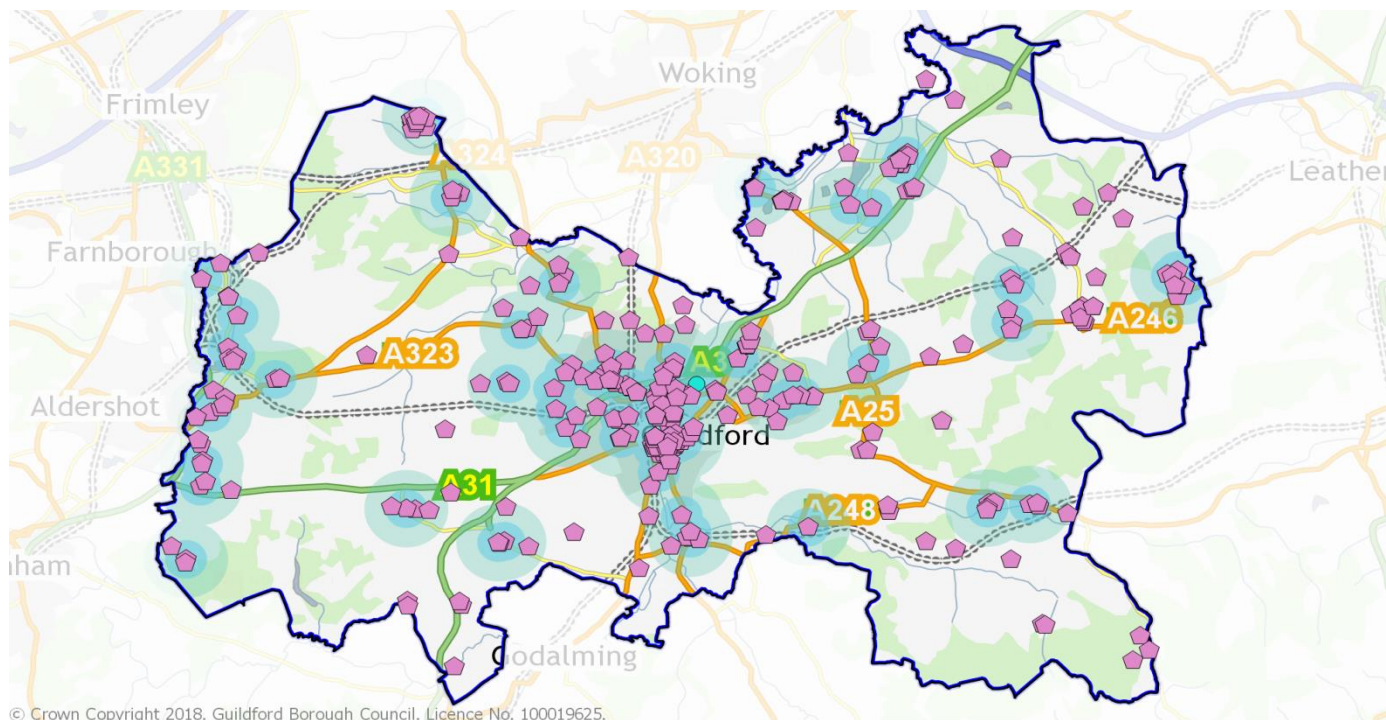 Woking
Frimley
A324
A320
A331
Leather
Farnborough
A246
A323
A3
Aldershot
A25
dford
A31
A248
ham
Godalming
© Crown Copyright 2018. Guildford Borough Council. Licence No. 100019625.